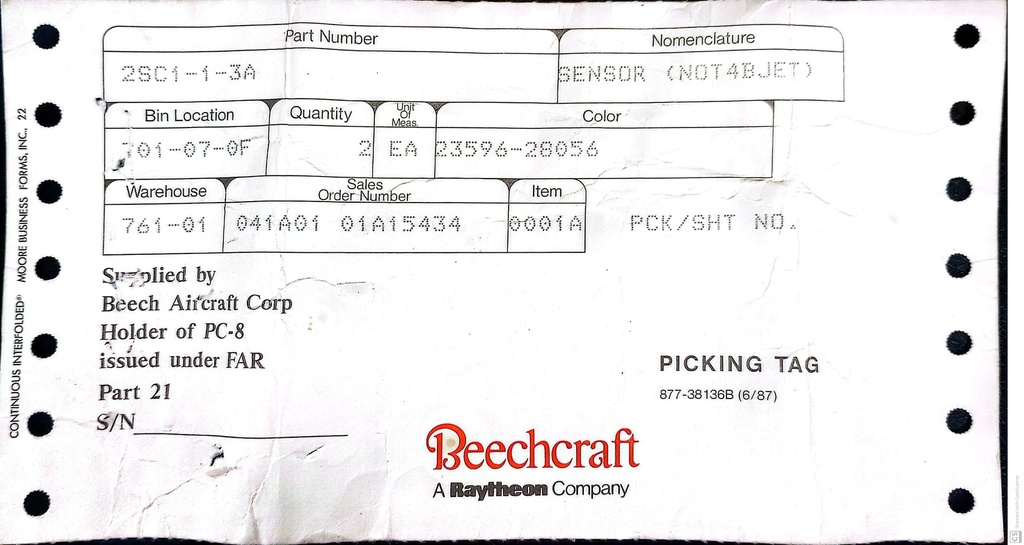 Part Number Nomenclature
2SC1-1-3A SENSOR (NOT4BJET)
Bin Location Quantity Unit Of Meas. Color
701-07-0F 2 EA 23596-28056
Warehouse Sales Order Number Item
761-01 041A01 01A15434 0001A PCK/SHT NO.
Supplied by
Beech Aircraft Corp
Holder of PC-8
issued under FAR
Part 21
S/N
PICKING TAG
877-38136B (6/87)
Beechcraft
A Raytheon Company
CONTINUOUS INTERFOLDED® MOORE BUSINESS FORMS, INC., 22
CS